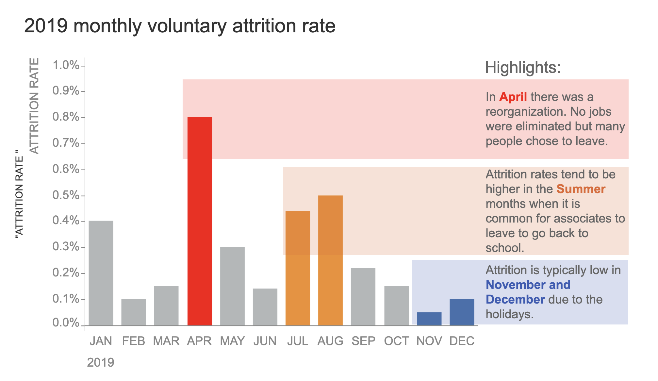 2019 monthly voluntary attrition rate
"ATTRITION RATE "
ATTRITION RATE
1.0%
0.9%
0.8%
0.7%
0.6%
0.5%
0.4%
0.3%
0.2%
0.1%
0.0%
JAN FEB MAR APR MAY JUN JUL AUG SEP OCT NOV DEC
2019
Highlights:
In April there was a
reorganization. No jobs
were eliminated but many
people chose to leave.
Attrition rates tend to be
higher in the Summer
months when it is
common for associates to
leave to go back to
school.
Attrition is typically low in
November and
December due to the
holidays.